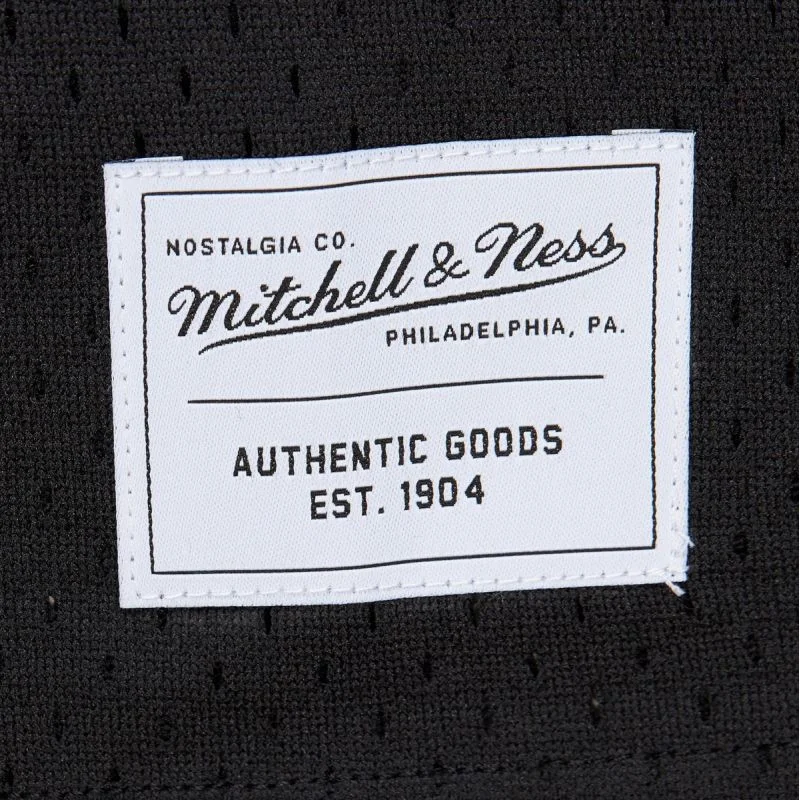 NOSTALGIA CO.
Mitchell & Ness
PHILADELPHIA, PA.
AUTHENTIC GOODS
EST. 1904